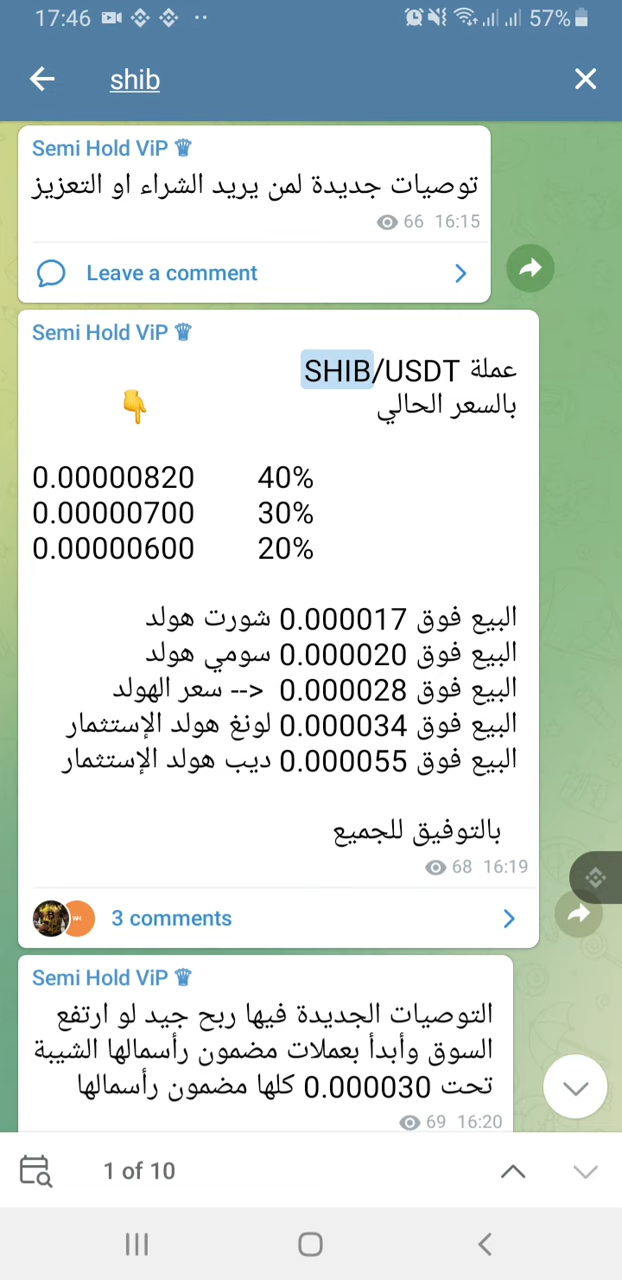 17:46
57%
shib
Semi Hold ViP ♛
توصيات جديدة لمن يريد الشراء او التعزيز
66 16:15
Leave a comment
Semi Hold ViP ♛
عملة SHIB/USDT
بالسعر الحالي 👇
0.00000820 40%
0.00000700 30%
0.00000600 20%
البيع فوق 0.000017 شورت هولد
البيع فوق 0.000020 سومي هولد
البيع فوق 0.000028 <-- سعر الهولد
البيع فوق 0.000034 لونغ هولد الإستثمار
البيع فوق 0.000055 ديب هولد الإستثمار
بالتوفيق للجميع
68 16:19
3 comments
Semi Hold ViP ♛
التوصيات الجديدة فيها ربح جيد لو ارتفع
السوق وأبدأ بعملات مضمون رأسمالها الشيبة
تحت 0.000030 كلها مضمون رأسمالها
69 16:20
1 of 10